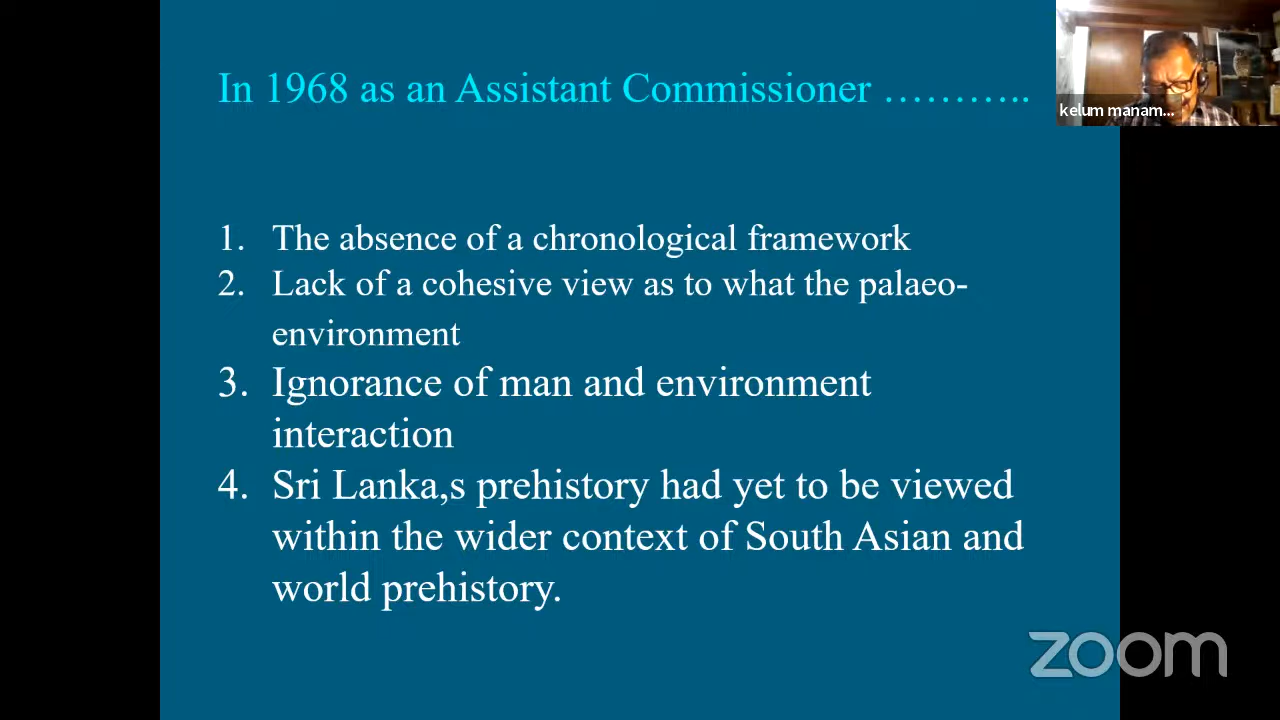 In 1968 as an Assistant Commissioner ………..
kelum manam...
1. The absence of a chronological framework
2. Lack of a cohesive view as to what the palaeo-
environment
3. Ignorance of man and environment
interaction
4. Sri Lanka,s prehistory had yet to be viewed
within the wider context of South Asian and
world prehistory.
zoom